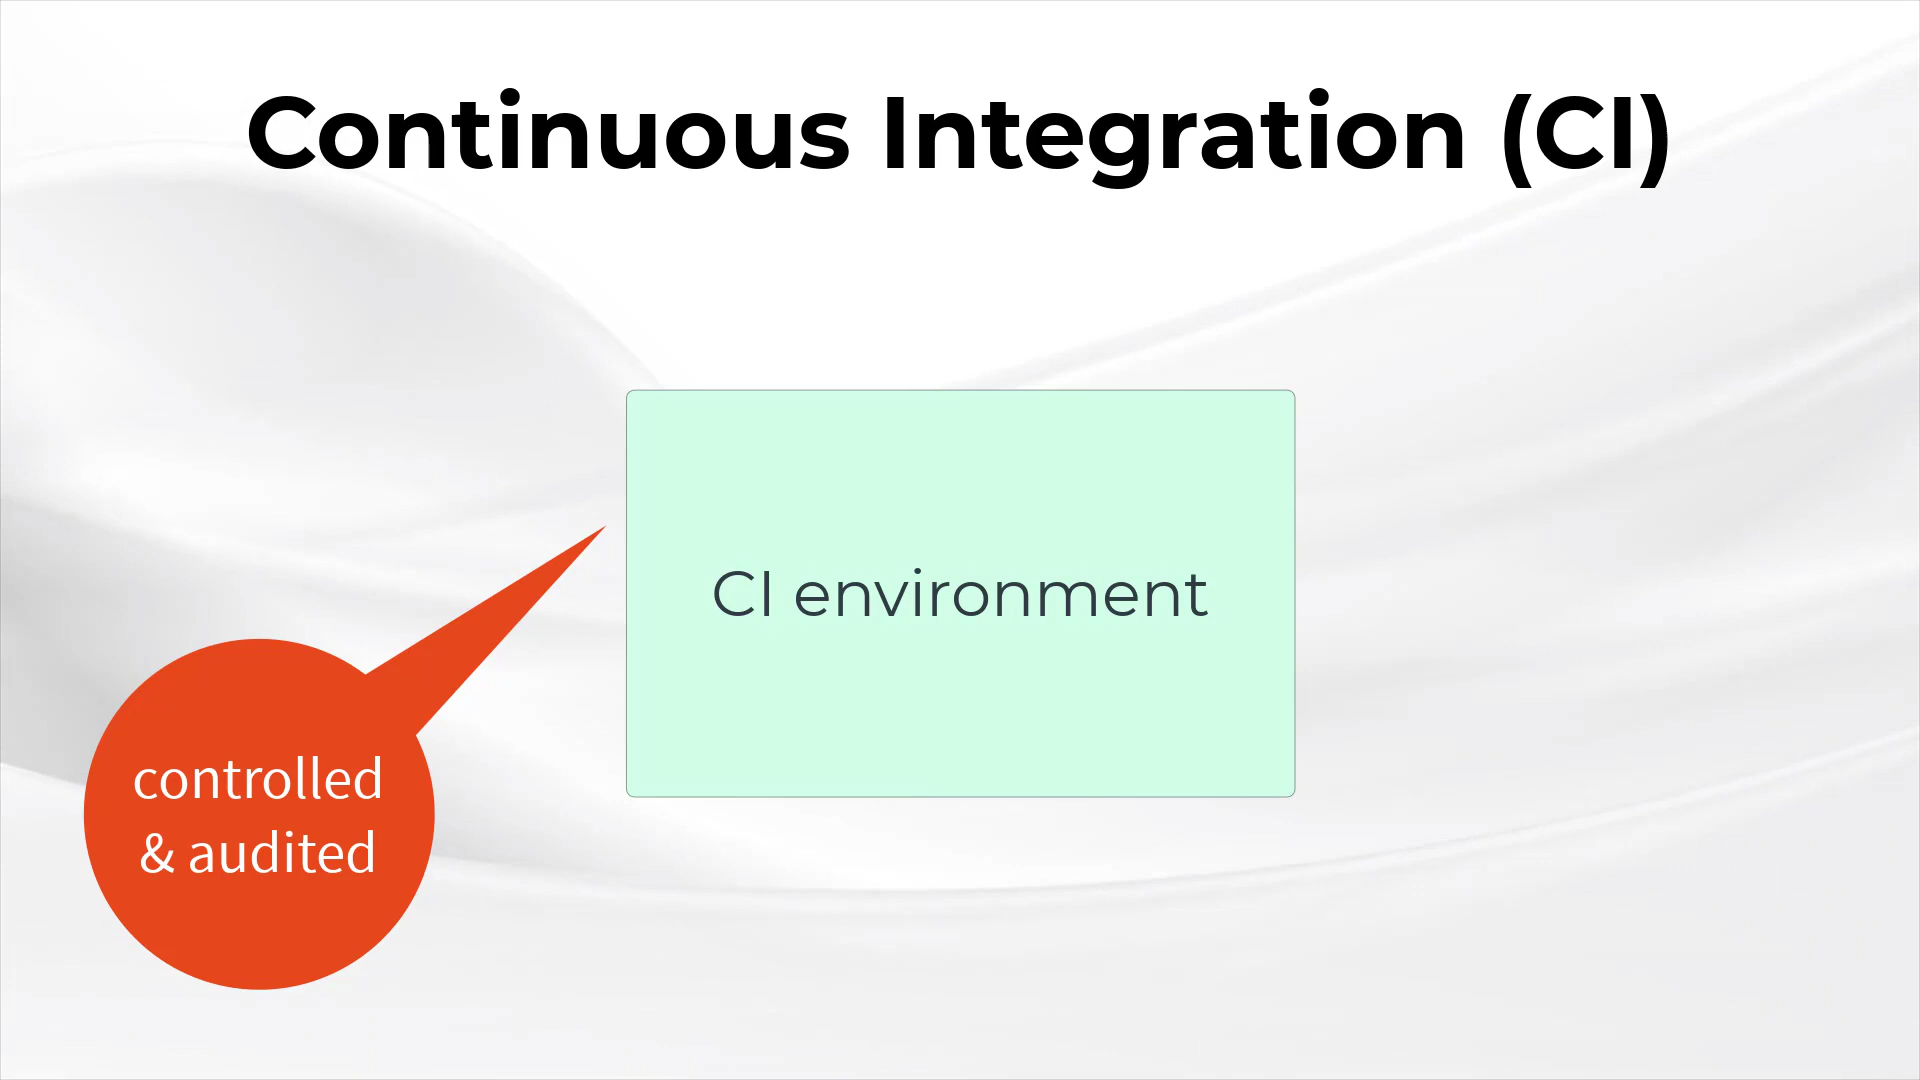 Continuous Integration (CI)
CI environment
controlled
& audited